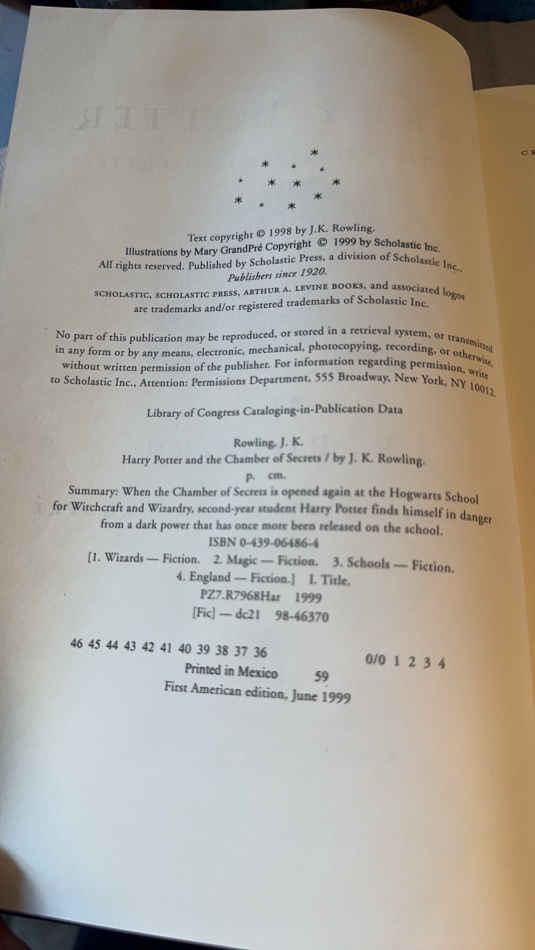 Text copyright © 1998 by J.K. Rowling.
Illustrations by Mary GrandPré Copyright © 1999 by Scholastic Inc.
All rights reserved. Published by Scholastic Press, a division of Scholastic Inc.,
Publishers since 1920.
SCHOLASTIC, SCHOLASTIC PRESS, ARTHUR A. LEVINE BOOKS, and associated logos
are trademarks and/or registered trademarks of Scholastic Inc.
No part of this publication may be reproduced, or stored in a retrieval system, or transmitted
in any form or by any means, electronic, mechanical, photocopying, recording, or otherwise,
without written permission of the publisher. For information regarding permission, write
to Scholastic Inc., Attention: Permissions Department, 555 Broadway, New York, NY 10012.
Library of Congress Cataloging-in-Publication Data
Rowling, J. K.
Harry Potter and the Chamber of Secrets / by J. K. Rowling.
p. cm.
Summary: When the Chamber of Secrets is opened again at the Hogwarts School
for Witchcraft and Wizardry, second-year student Harry Potter finds himself in danger
from a dark power that has once more been released on the school.
ISBN 0-439-06486-4
[1. Wizards — Fiction. 2. Magic — Fiction. 3. Schools — Fiction.
4. England — Fiction.] I. Title.
PZ7.R7968Har 1999
[Fic] — dc21 98-46370
46 45 44 43 42 41 40 39 38 37 36 0/0 1 2 3 4
Printed in Mexico 59
First American edition, June 1999